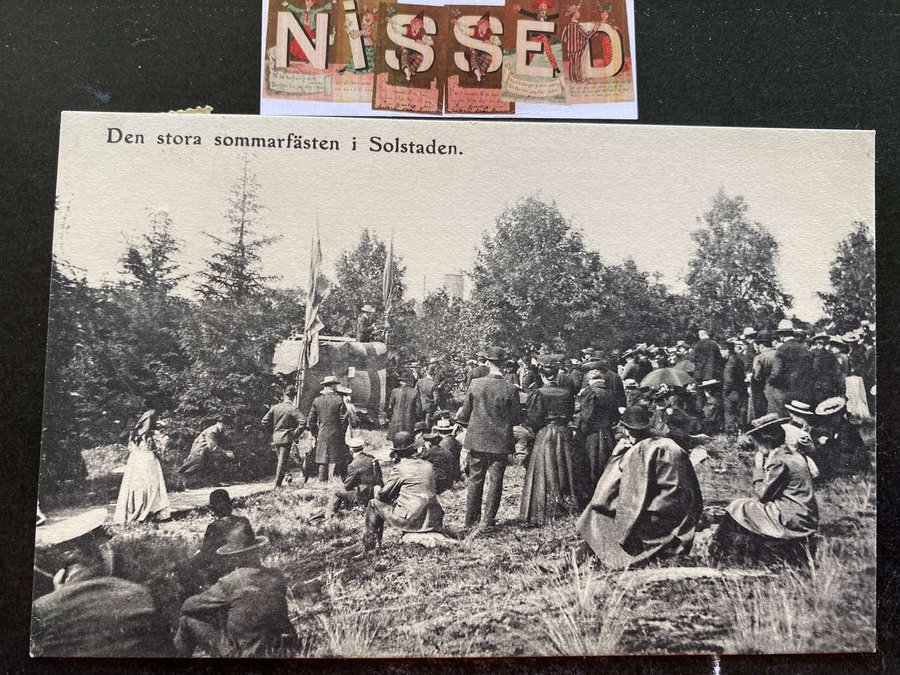 NiSSED
Den stora sommarfästen i Solstaden.